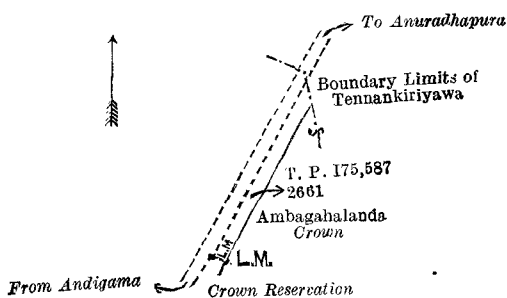 To Anuradhapura
Boundary Limits of
Tennankiriyawa
T. P. 175,587
2661
Ambagahalanda
Crown
L.M.
L.M.
From Andigama
Crown Reservation